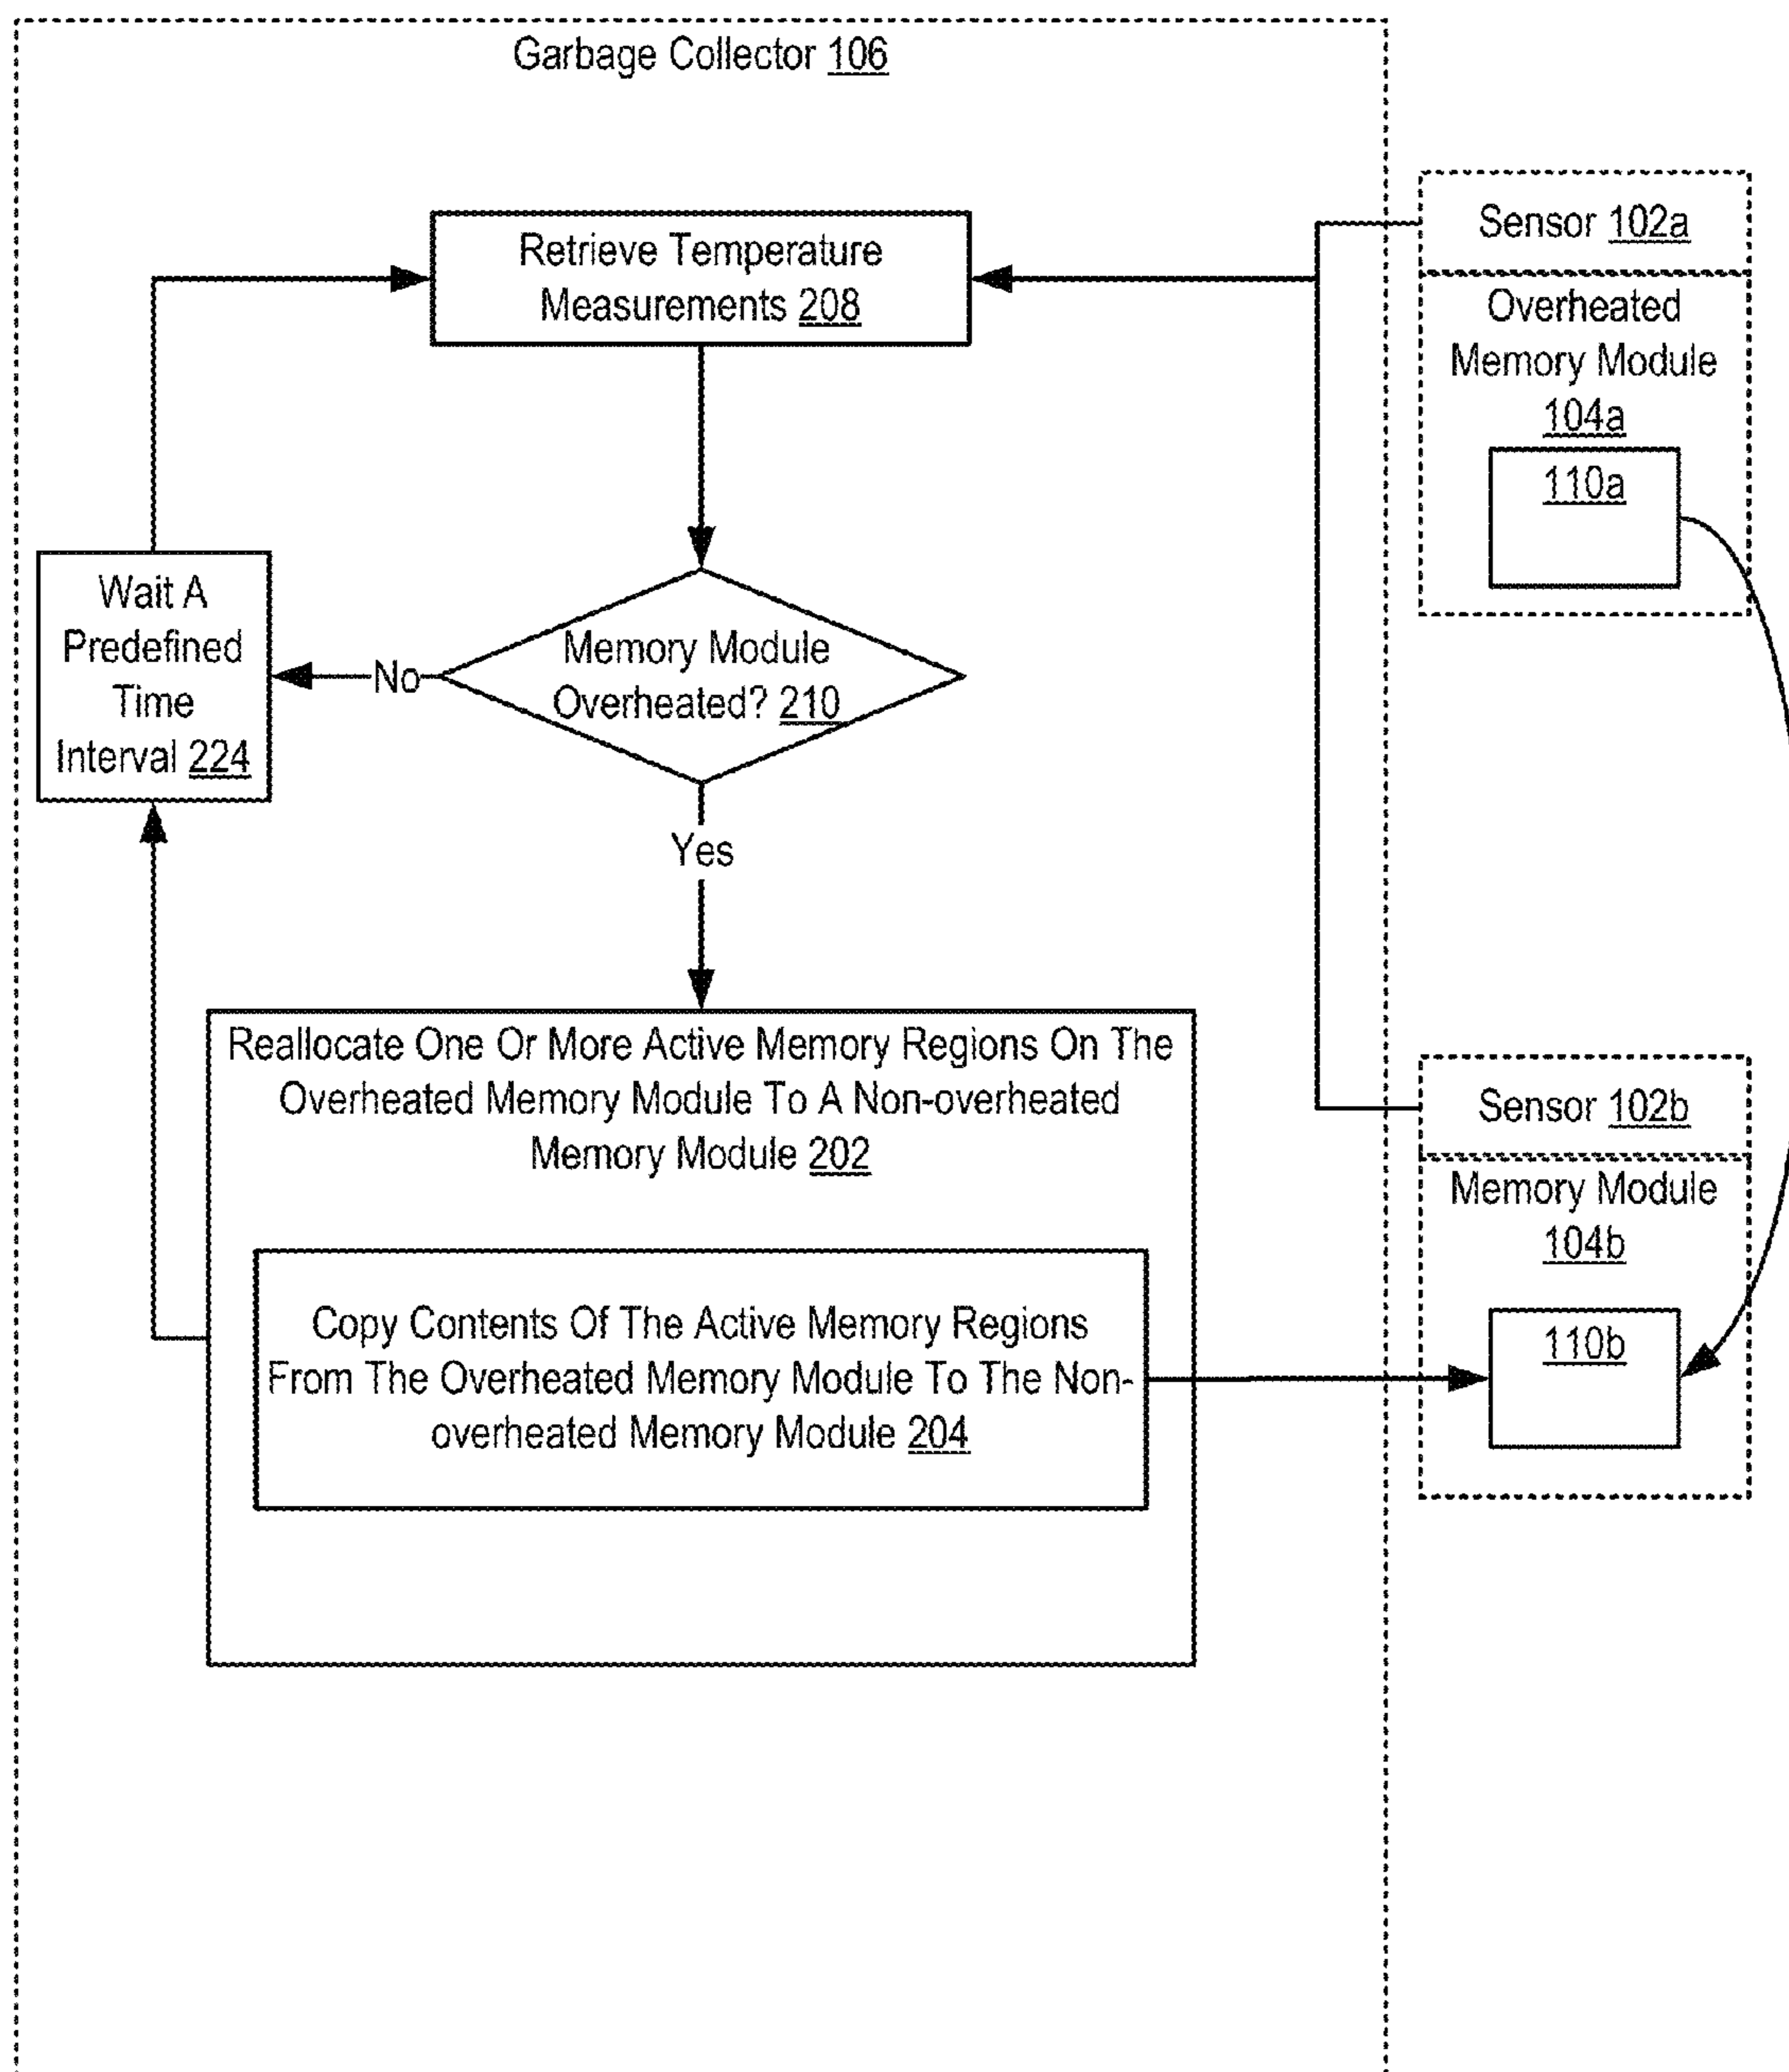 Garbage Collector 106
Retrieve Temperature
Measurements 208
Sensor 102a
Overheated
Memory Module
104a
110a
Wait A
Predefined
Time
Interval 224
No
Memory Module
Overheated? 210
Yes
Reallocate One Or More Active Memory Regions On The
Overheated Memory Module To A Non-overheated
Memory Module 202
Copy Contents Of The Active Memory Regions
From The Overheated Memory Module To The Non-
overheated Memory Module 204
Sensor 102b
Memory Module
104b
110b